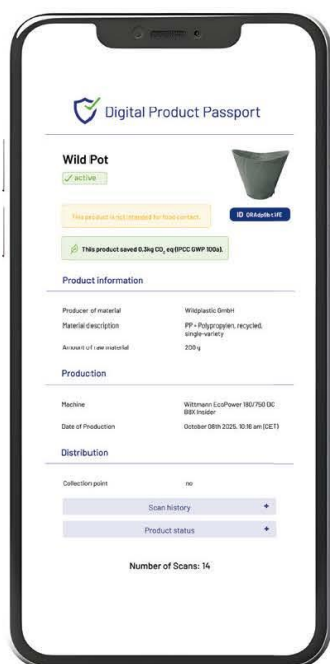 Digital Product Passport
Wild Pot
active
This product is not intended for food contact.
This product saved 0.3kg CO₂ eq (IPCC GWP 100a).
Product information
Producer of material Wildplastic GmbH
Material description PP - Polypropylen, recycled,
single-variety
Amount of raw material 200 g
Production
Machine Wittmann EcoPower 180/750 DC
B8X Insider
Date of Production October 08th 2025, 10:16 am (CET)
Distribution
Collection point no
Scan history +
Product status +
Number of Scans: 14